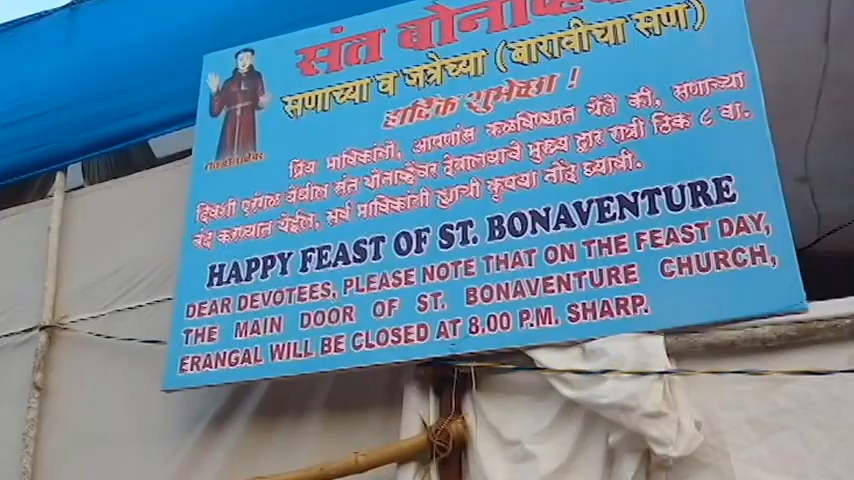 संत बोनाव्हें
सणाच्या व जत्रेच्या (बारावीचा सण)
हार्दिक शुभेच्छा !
प्रिय भाविकांनो, आपणांस कळविण्यात येते की, सणाच्या
दिवशी एरंगळ येथील संत बोनाव्हेंचर देवालयाचे मुख्य द्वार रात्री ठिक ८ वा.
बंद करण्यात येईल. सर्व भाविकांनी ह्याची कृपया नोंद घ्यावी.
HAPPY FEAST OF ST. BONAVENTURE
DEAR DEVOTEES, PLEASE NOTE THAT ON THE FEAST DAY
THE MAIN DOOR OF ST. BONAVENTURE CHURCH,
ERANGAL WILL BE CLOSED AT 8.00 P.M. SHARP